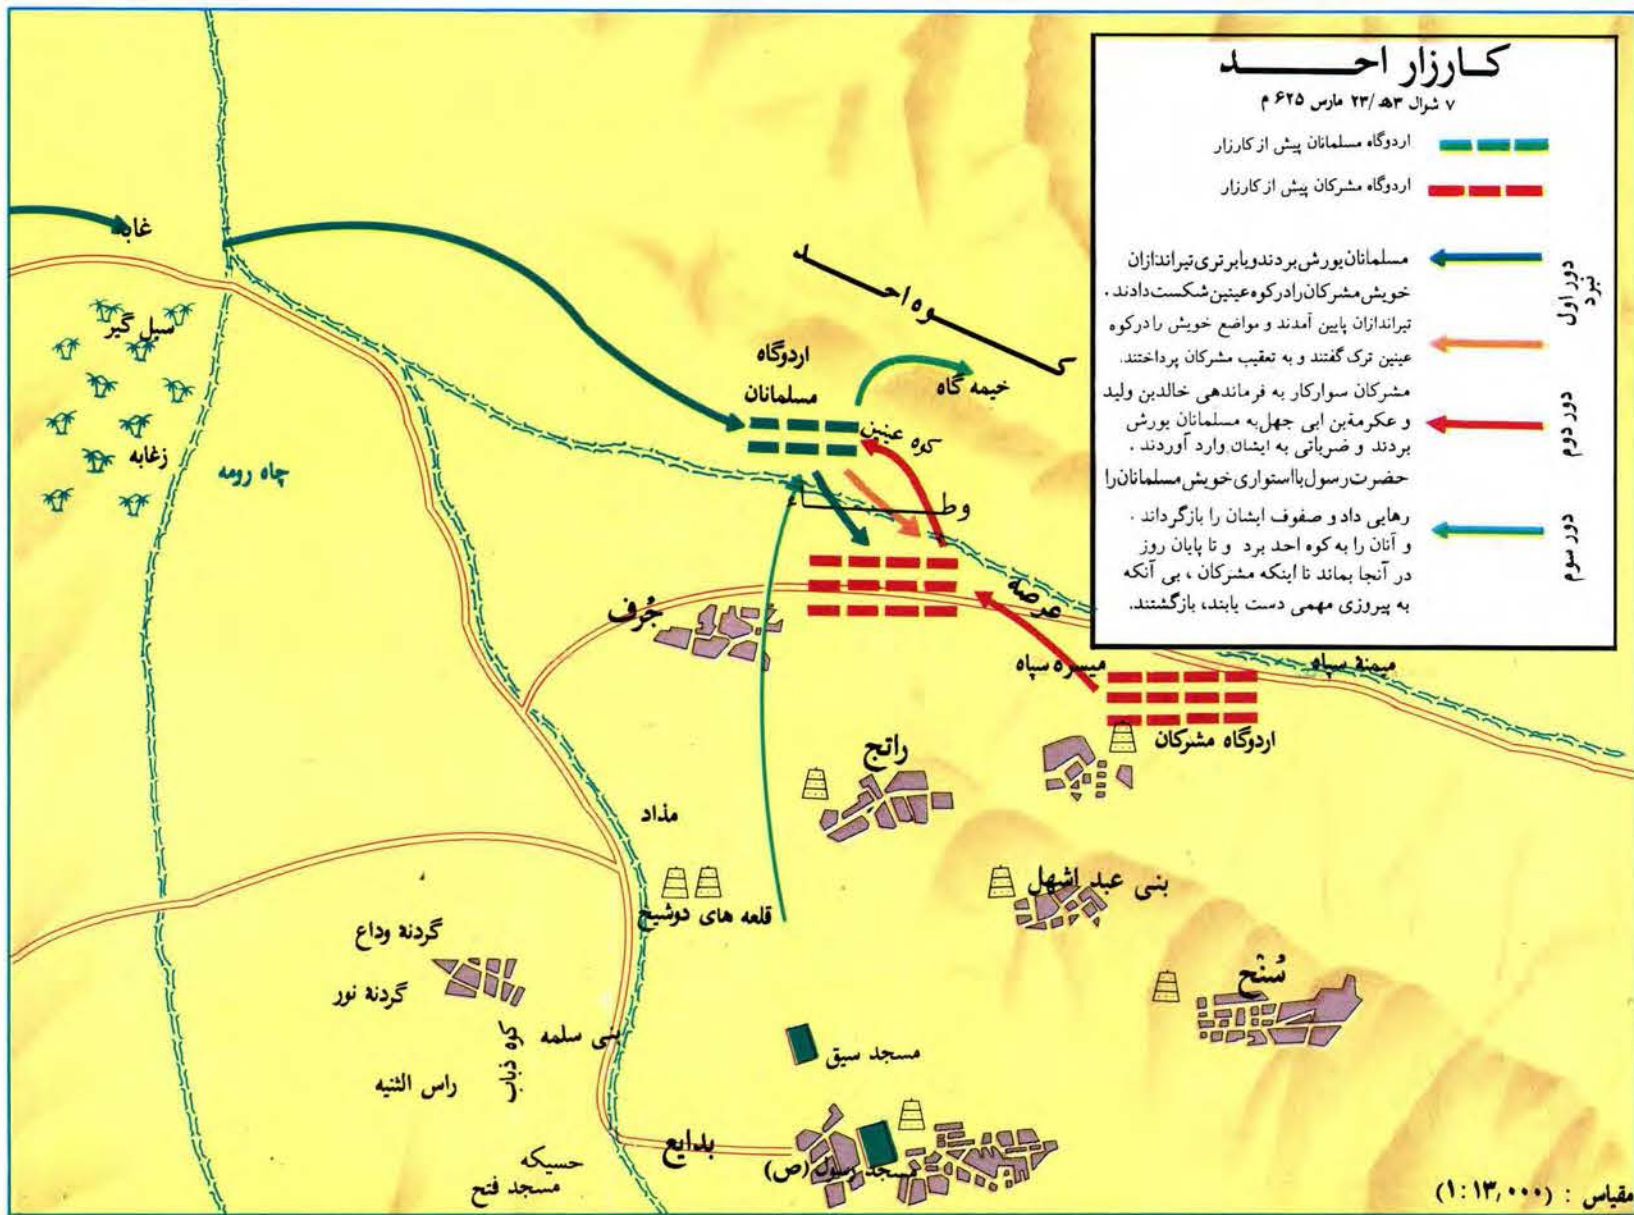 کارزار احد
۷ شوال ۳ه‍ /۲۳ مارس ۶۲۵ م
اردوگاه مسلمانان پیش از کارزار
اردوگاه مشرکان پیش از کارزار
دور اول
نبرد
مسلمانان یورش بردند و با برتری تیراندازان
خویش مشرکان را در کوه عینین شکست دادند .
تیراندازان پایین آمدند و مواضع خویش را در کوه
عینین ترک گفتند و به تعقیب مشرکان پرداختند.
دور دوم
مشرکان سوارکار به فرماندهی خالدبن ولید
و عکرمة‌بن ابی جهل به مسلمانان یورش
بردند و ضرباتی به ایشان وارد آوردند .
حضرت رسول بااستواری خویش مسلمانان را
دور سوم
رهایی داد و صفوف ایشان را بازگرداند .
و آنان را به کوه احد برد و تا پایان روز
در آنجا بماند تا اینکه مشرکان ، بی آنکه
به پیروزی مهمی دست یابند، بازگشتند.
غابه
سیل گیر
زغابه
چاه رومه
کوه احد
اردوگاه
مسلمانان
خیمه گاه
کوه عینین
وطاء
عرصه
جُرف
میسره سپاه
میمنهٔ سپاه
اردوگاه مشرکان
راتج
مذاد
قلعه های دوشیخ
بنی عبد اشهل
گردنهٔ وداع
گردنهٔ نور
سُنْح
کوه ذباب
بنی سلمه
مسجد سبق
راس الثنیه
بدایع
مسجد رسول (ص)
حسیکه
مسجد فتح
مقیاس : (۱:۱۳,۰۰۰)